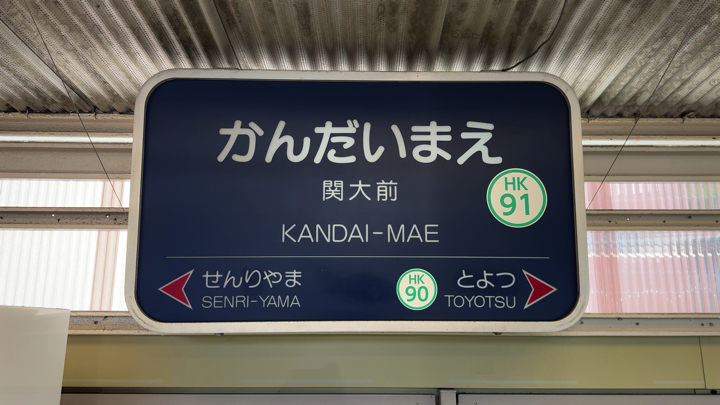 かんだいまえ
関大前
HK
91
KANDAI-MAE
せんりやま
SENRI-YAMA
HK
90
とよつ
TOYOTSU